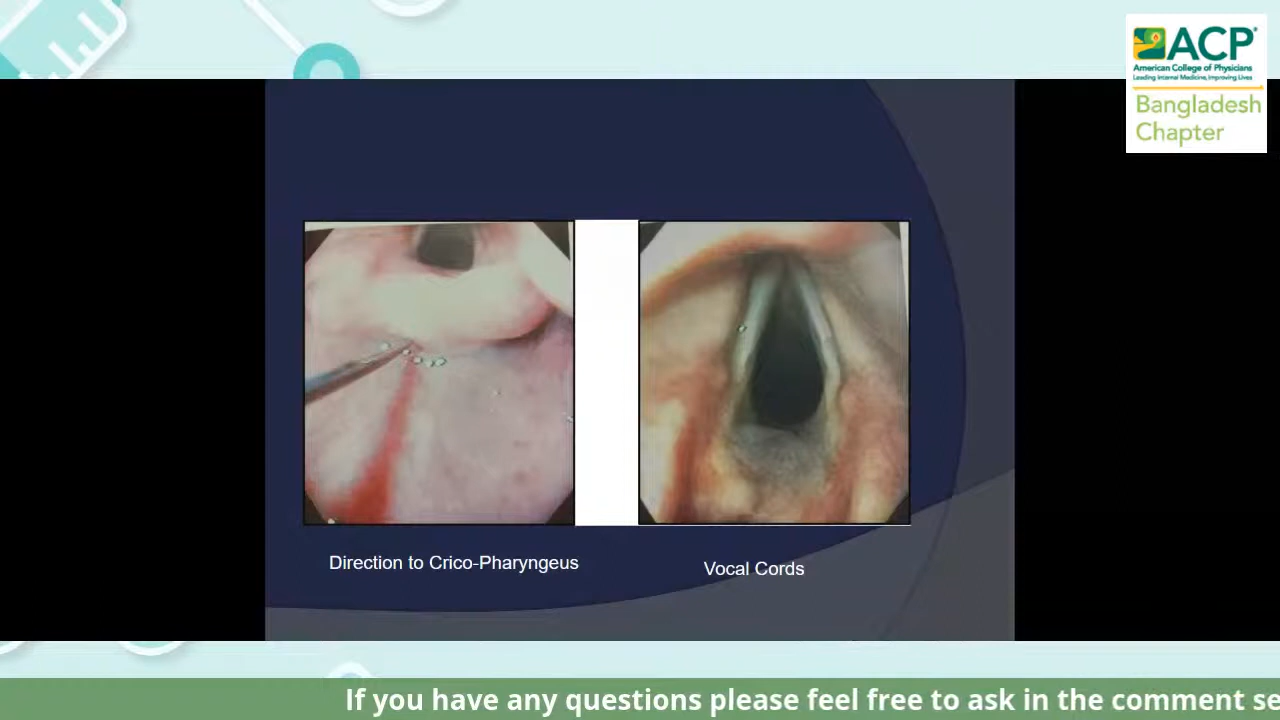 ACP
American College of Physicians
Leading Internal Medicine, Improving Lives
Bangladesh
Chapter
Direction to Crico-Pharyngeus
Vocal Cords
If you have any questions please feel free to ask in the comment se